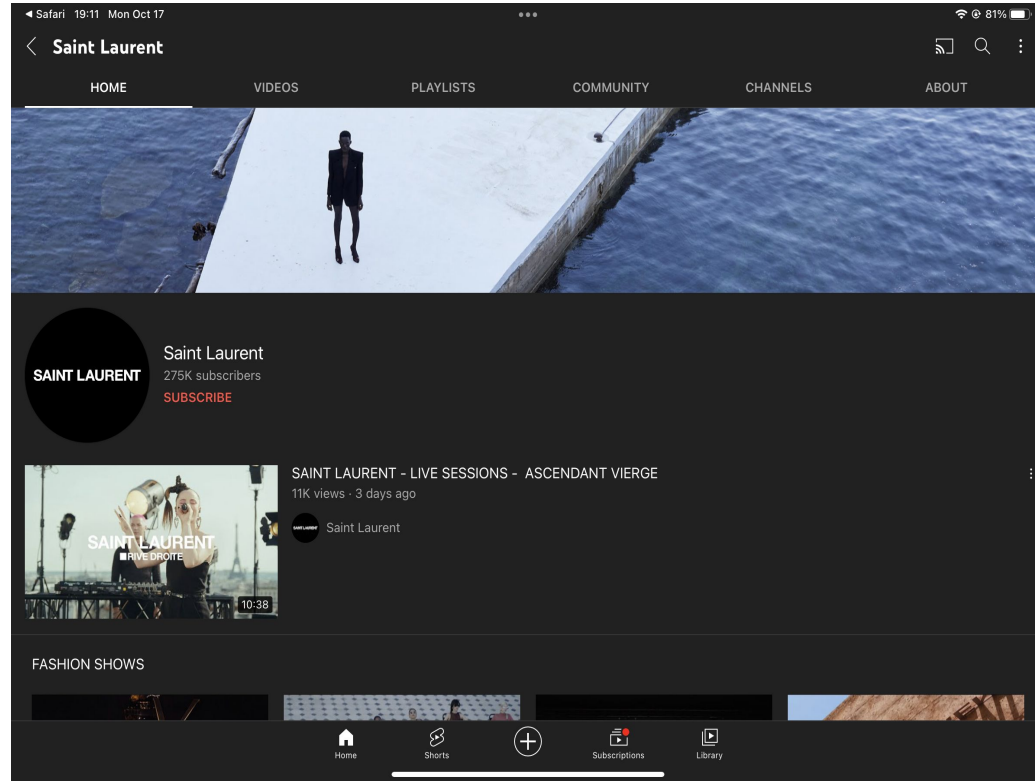 Safari 19:11 Mon Oct 17
81%
Saint Laurent
HOME VIDEOS PLAYLISTS COMMUNITY CHANNELS ABOUT
SAINT LAURENT
Saint Laurent
275K subscribers
SUBSCRIBE
SAINT LAURENT
RIVE DROITE
10:38
SAINT LAURENT - LIVE SESSIONS - ASCENDANT VIERGE
11K views · 3 days ago
SAINT LAURENT
Saint Laurent
FASHION SHOWS
Home Shorts Subscriptions Library